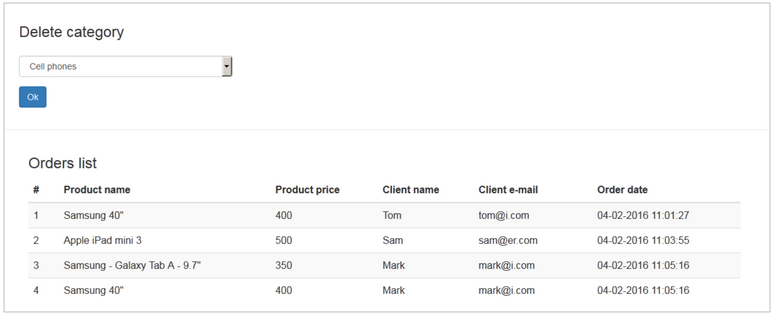 Delete category
Cell phones
Ok
Orders list
# Product name Product price Client name Client e-mail Order date
1 Samsung 40" 400 Tom tom@i.com 04-02-2016 11:01:27
2 Apple iPad mini 3 500 Sam sam@er.com 04-02-2016 11:03:55
3 Samsung - Galaxy Tab A - 9.7" 350 Mark mark@i.com 04-02-2016 11:05:16
4 Samsung 40" 400 Mark mark@i.com 04-02-2016 11:05:16